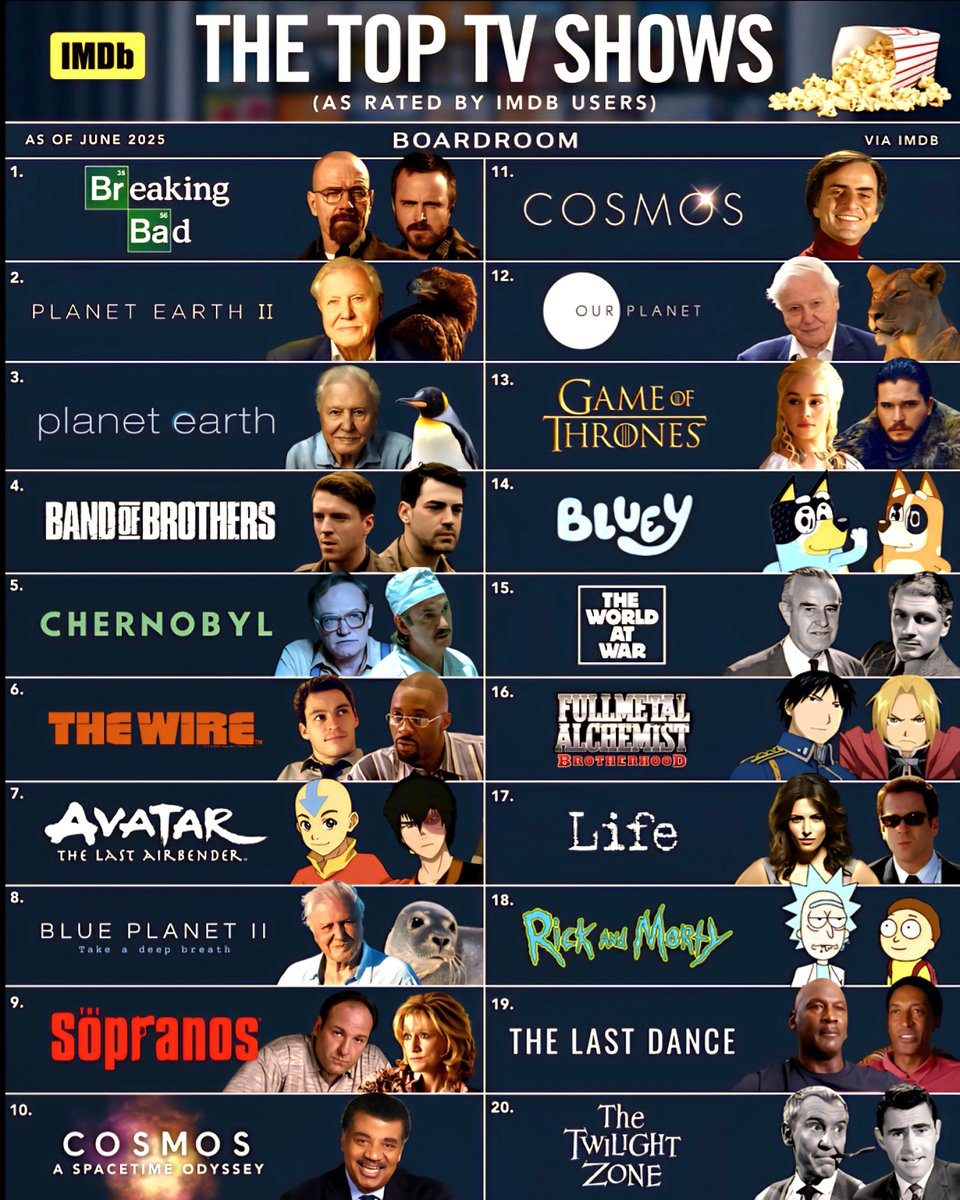 IMDb
THE TOP TV SHOWS
(AS RATED BY IMDB USERS)
AS OF JUNE 2025
BOARDROOM
VIA IMDB
1.
35
Breaking
56
Bad
2.
PLANET EARTH II
3.
planet earth
4.
BAND OF BROTHERS
5.
CHERNOBYL
6.
THE WIRE™
7.
AVATAR
THE LAST AIRBENDER™
8.
BLUE PLANET II
Take a deep breath
9.
THE
Sopranos
10.
COSMOS
A SPACETIME ODYSSEY
11.
COSMOS
12.
OUR PLANET
13.
GAME OF
THRONES
14.
BLUEY
15.
THE
WORLD
AT
WAR
16.
FULLMETAL
ALCHEMIST
BROTHERHOOD
17.
Life
18.
RICK AND MORTY
19.
THE LAST DANCE
20.
The
TWILIGHT
ZONE